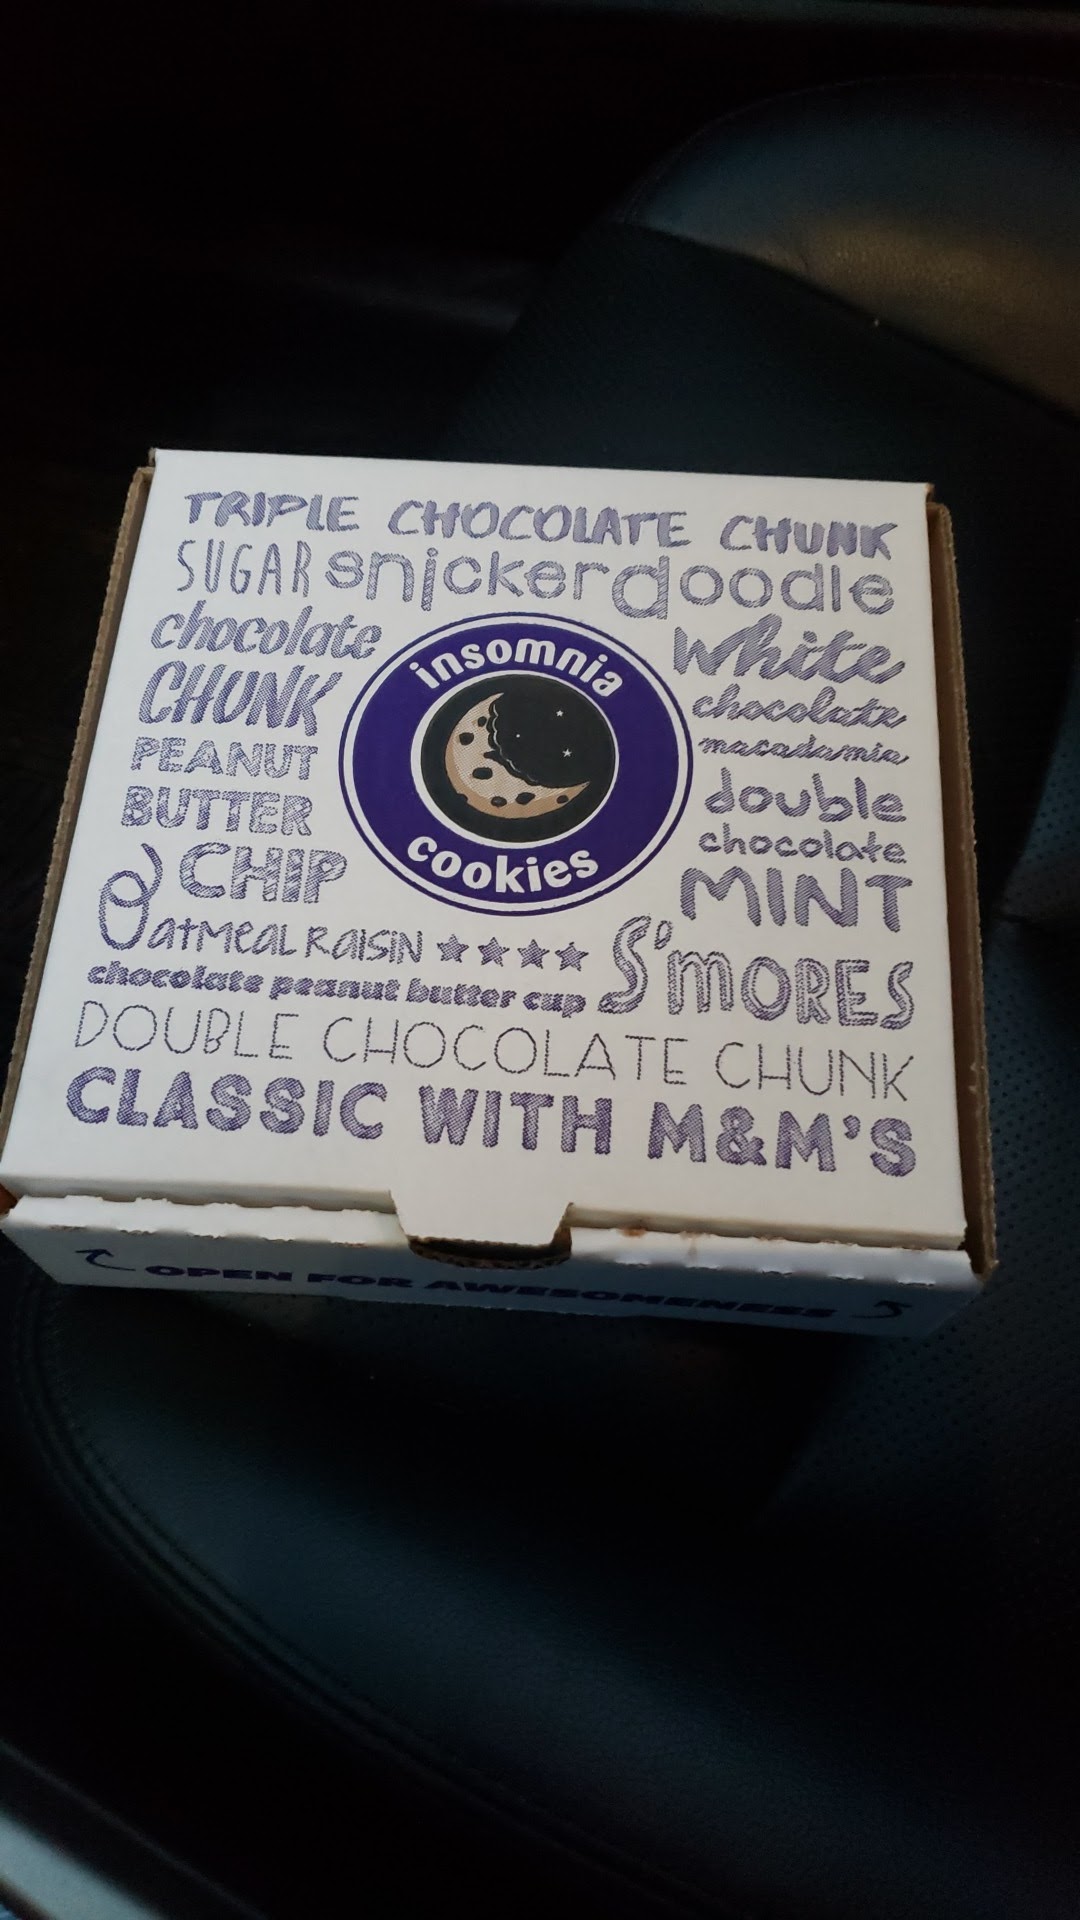 TRIPLE CHOCOLATE CHUNK
SUGAR snickerdoodle
chocolate
CHUNK
PEANUT
BUTTER
CHIP
insomnia
cookies
White
chocolate
macadamia
double
chocolate
MINT
Oatmeal Raisin ★★★★
S'MORES
chocolate peanut butter cup
DOUBLE CHOCOLATE CHUNK
CLASSIC WITH M&M'S
OPEN FOR AWESOMENESS